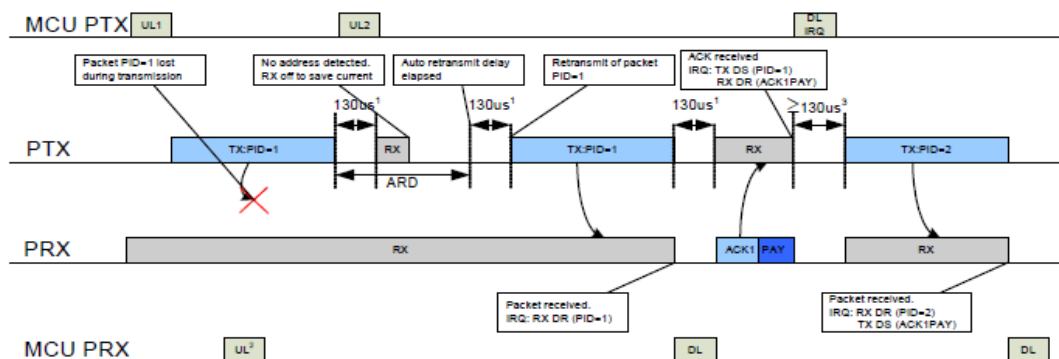 MCU PTX
UL1
UL2
DL
IRQ
Packet PID=1 lost
during transmission
No address detected.
RX off to save current
Auto retransmit delay
elapsed
Retransmit of packet
PID=1
ACK received
IRQ: TX DS (PID=1)
RX DR (ACK1PAY)
130us¹
130us¹
130us¹
≥130us³
PTX
TX:PID=1
RX
TX:PID=1
RX
TX:PID=2
ARD
PRX
RX
ACK1
PAY
RX
Packet received.
IRQ: RX DR (PID=1)
Packet received.
IRQ: RX DR (PID=2)
TX DS (ACK1PAY)
MCU PRX
UL²
DL
DL